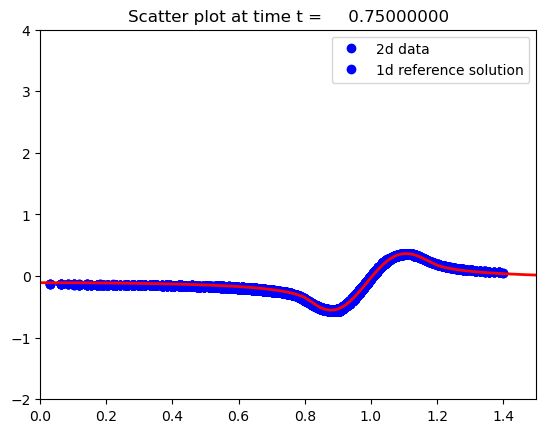 Scatter plot at time t =     0.75000000
2d data
1d reference solution
4
3
2
1
0
−1
−2
0.0 0.2 0.4 0.6 0.8 1.0 1.2 1.4